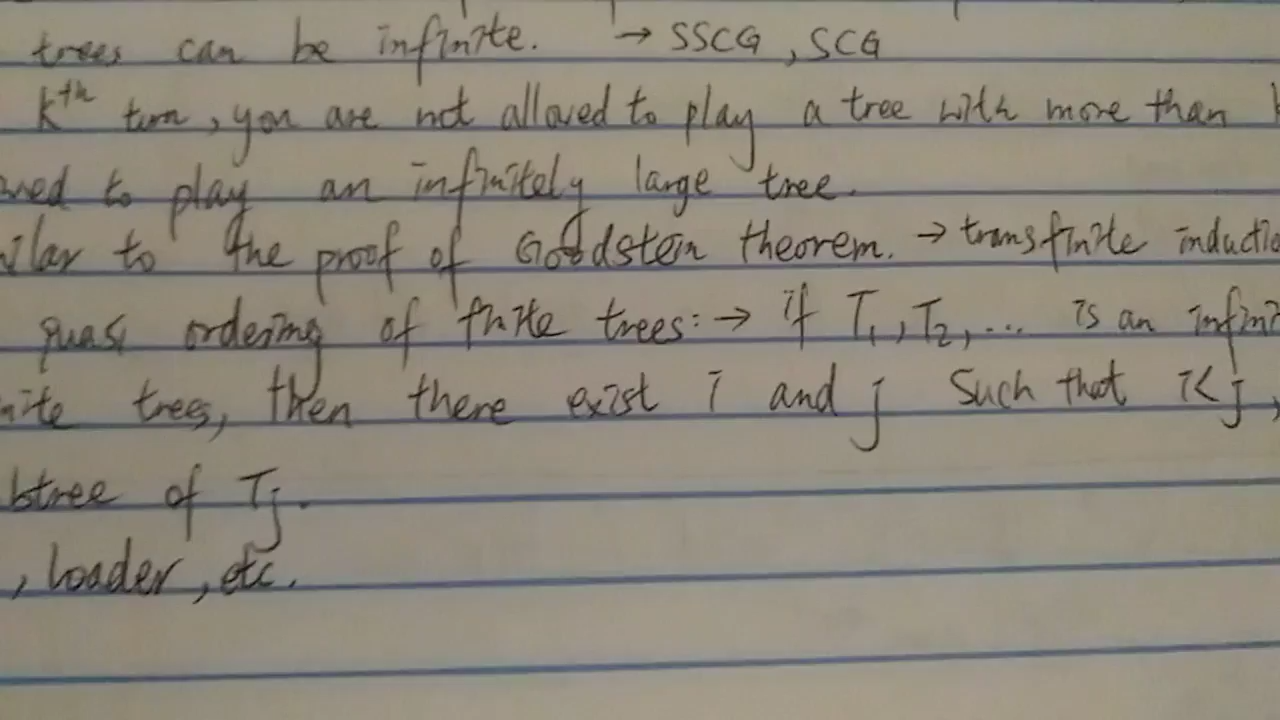 trees can be infinite. → SSCG, SCG
kth turn, you are not allowed to play a tree with more than
wed to play an infinitely large tree.
ilar to the proof of Goodstein theorem. → transfinite inductio
quasi ordering of finite trees: → if T1, T2, ... is an infini
nite trees, then there exist i and j such that i<j,
btree of Tj.
, loader, etc.